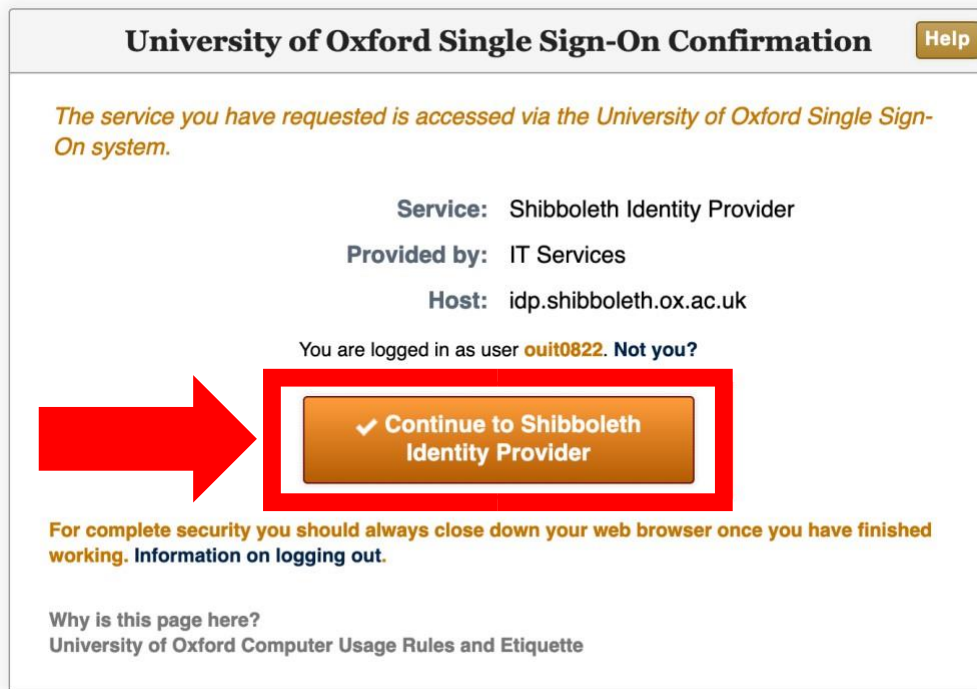 University of Oxford Single Sign-On Confirmation
Help
The service you have requested is accessed via the University of Oxford Single Sign-
On system.
Service: Shibboleth Identity Provider
Provided by: IT Services
Host: idp.shibboleth.ox.ac.uk
You are logged in as user ouit0822. Not you?
Continue to Shibboleth
Identity Provider
For complete security you should always close down your web browser once you have finished
working. Information on logging out.
Why is this page here?
University of Oxford Computer Usage Rules and Etiquette